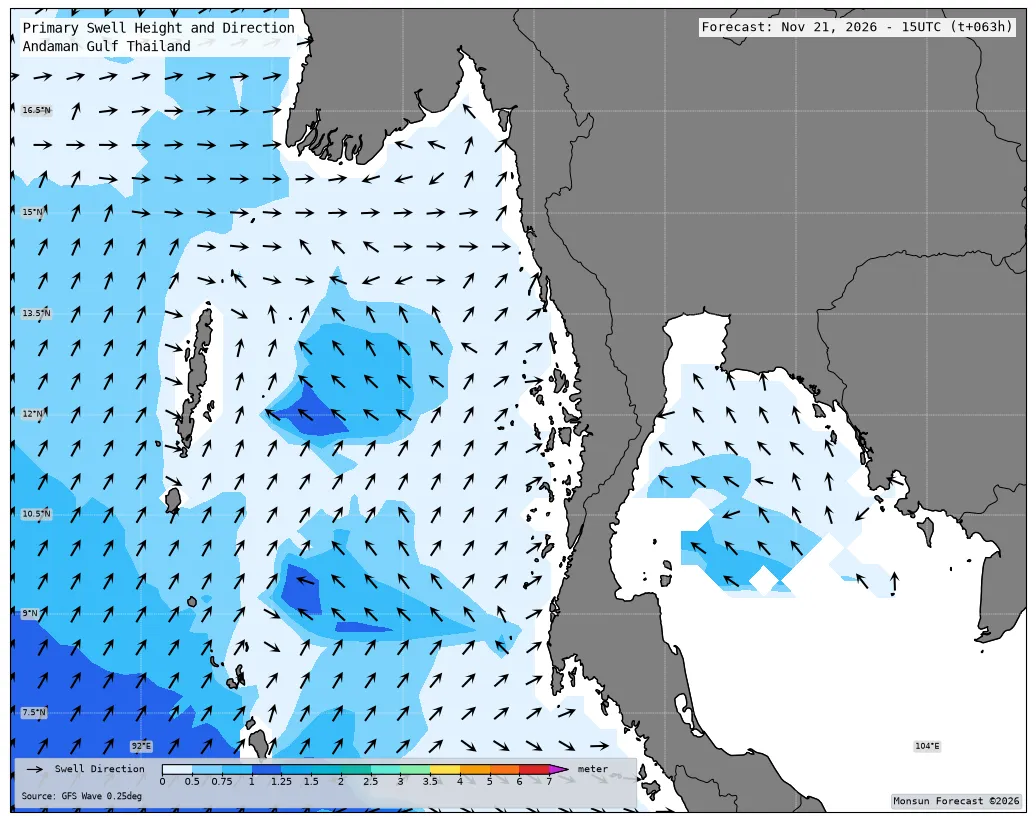 Primary Swell Height and Direction
Andaman Gulf Thailand
Forecast: Nov 21, 2026 - 15UTC (t+063h)
16.5°N
15°N
13.5°N
12°N
10.5°N
9°N
7.5°N
92°E
104°E
Swell Direction
meter
0 0.5 0.75 1 1.25 1.5 2 2.5 3 3.5 4 5 6 7
Source: GFS Wave 0.25deg
Monsun Forecast ©2026